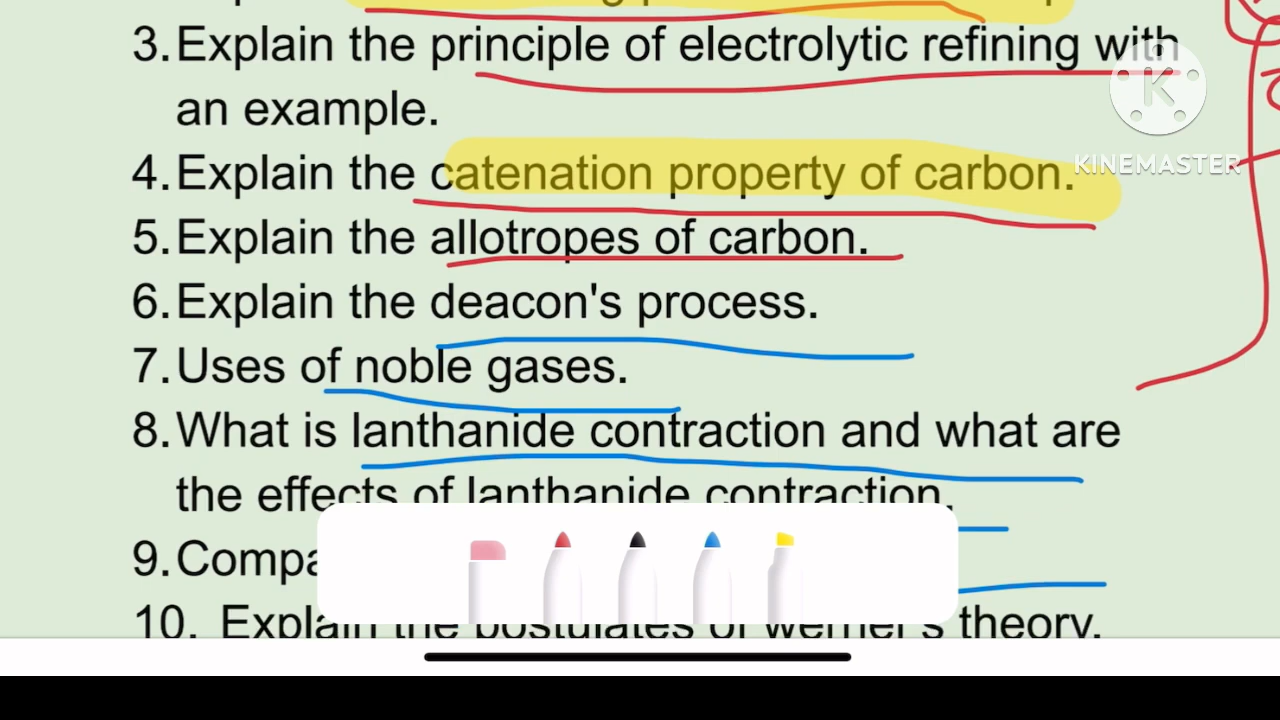 3. Explain the principle of electrolytic refining with
an example.
4. Explain the catenation property of carbon.
5. Explain the allotropes of carbon.
6. Explain the deacon's process.
7. Uses of noble gases.
8. What is lanthanide contraction and what are
the effects of lanthanide contraction.
9.
10. Explain the postulates of werner's theory.
KINEMASTER